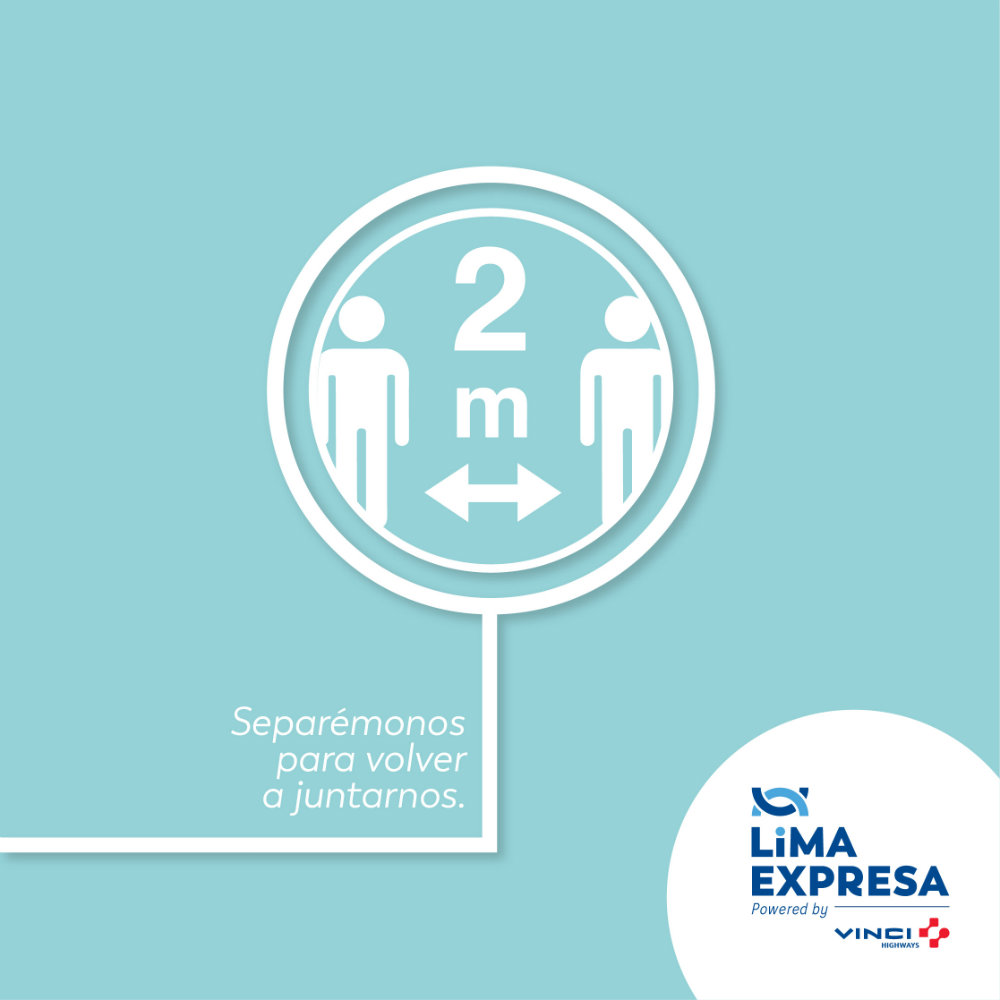 2
m
Separémonos
para volver
a juntarnos.
LiMA
EXPRESA
Powered by
VINCI
HIGHWAYS